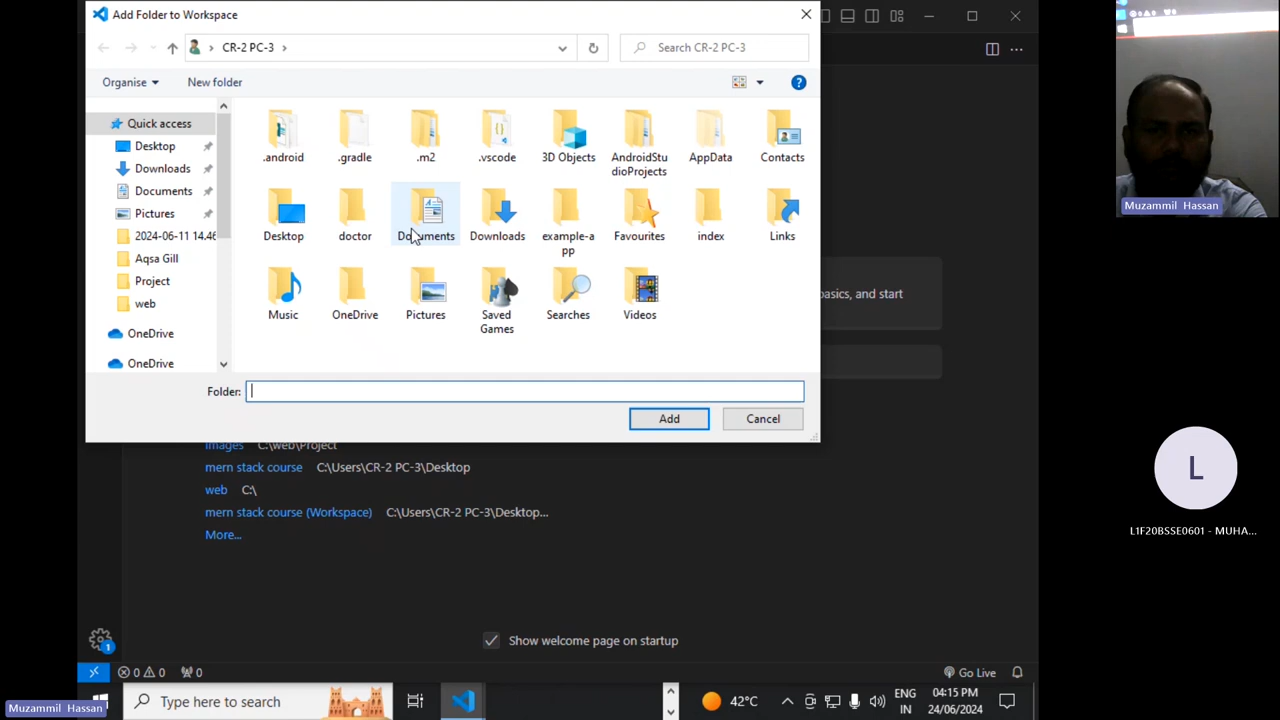 Add Folder to Workspace
CR-2 PC-3
Search CR-2 PC-3
Organise
New folder
?
Quick access
Desktop
Downloads
Documents
Pictures
2024-06-11 14.46
Aqsa Gill
Project
web
OneDrive
OneDrive
.android
.gradle
.m2
.vscode
3D Objects
AndroidStu
dioProjects
AppData
Contacts
Desktop
doctor
Documents
Downloads
example-a
pp
Favourites
index
Links
Music
OneDrive
Pictures
Saved
Games
Searches
Videos
Folder:
Add
Cancel
basics, and start
images C:\web\Project
mern stack course C:\Users\CR-2 PC-3\Desktop
web C:\
mern stack course (Workspace) C:\Users\CR-2 PC-3\Desktop...
More...
Show welcome page on startup
1
0 0 0
Go Live
Type here to search
42°C
ENG
IN
04:15 PM
24/06/2024
Muzammil Hassan
Muzammil Hassan
L
L1F20BSSE0601 - MUHA...